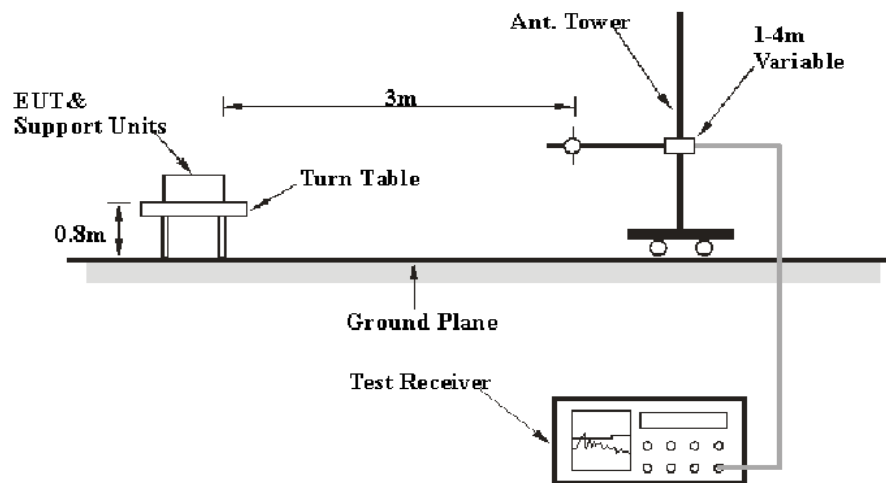 Ant. Tower
1-4m
Variable
3m
EUT&
Support Units
Turn Table
0.8m
Ground Plane
Test Receiver